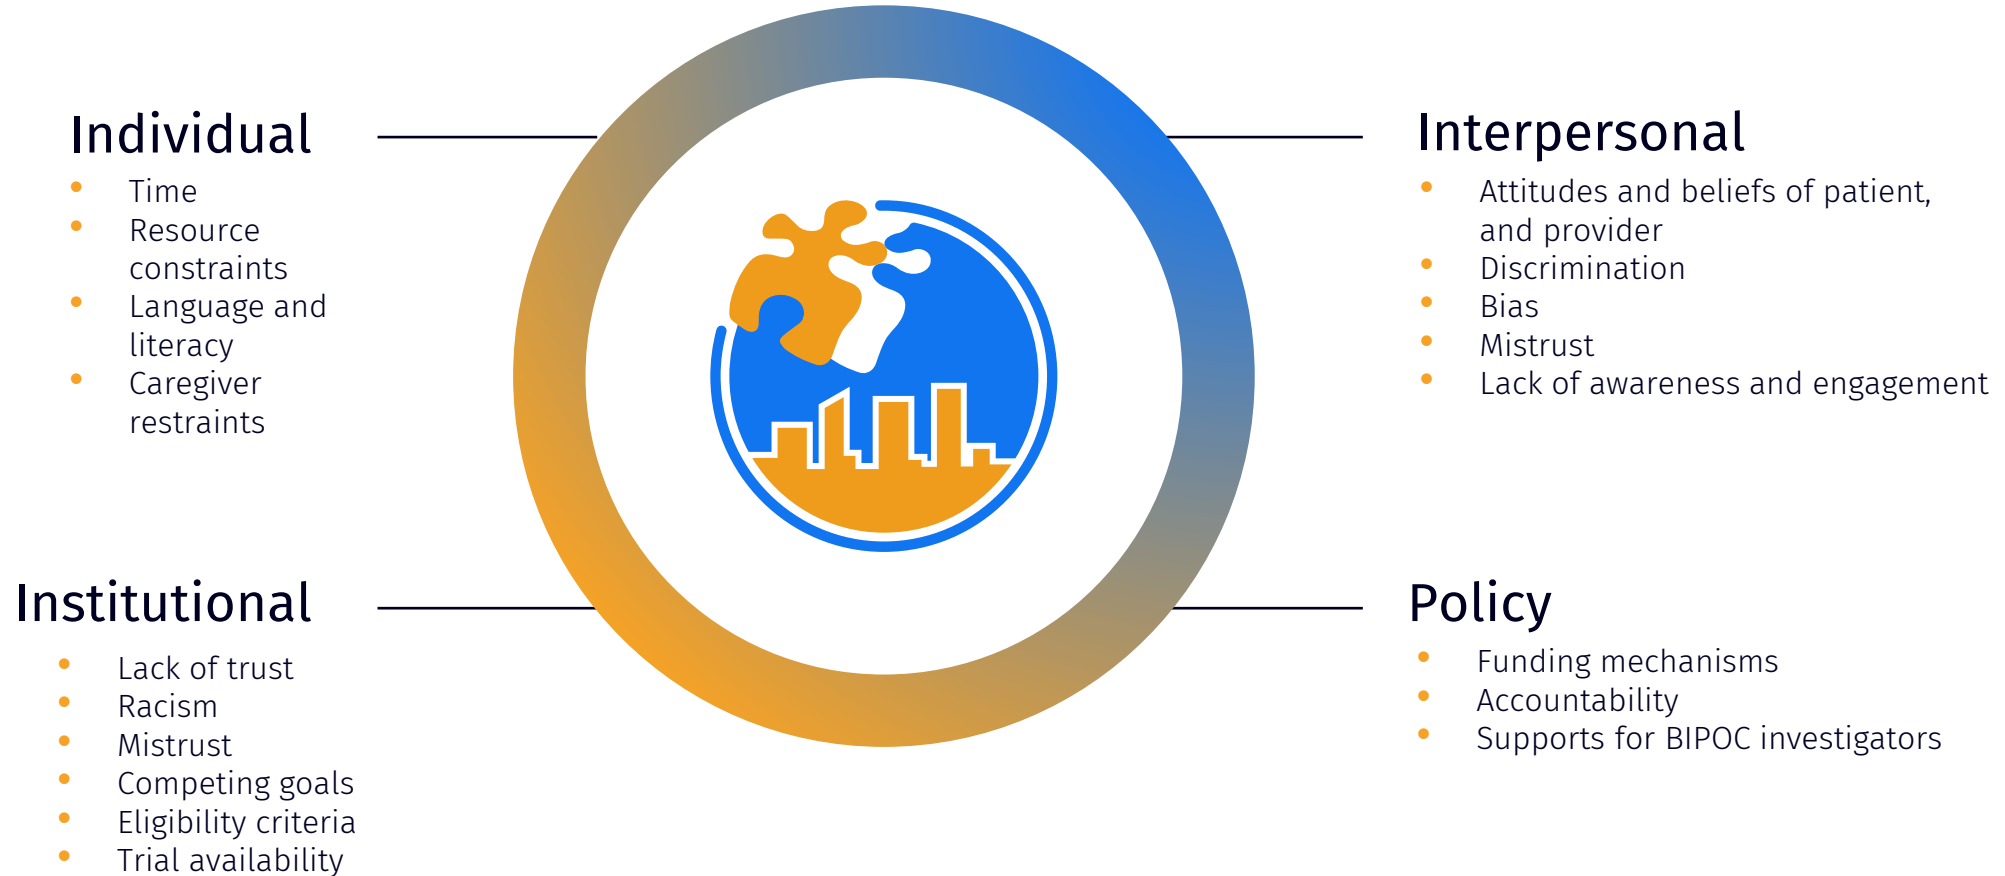 Individual
• Time
• Resource
constraints
• Language and
literacy
• Caregiver
restraints
Interpersonal
• Attitudes and beliefs of patient,
and provider
• Discrimination
• Bias
• Mistrust
• Lack of awareness and engagement
Institutional
• Lack of trust
• Racism
• Mistrust
• Competing goals
• Eligibility criteria
• Trial availability
Policy
• Funding mechanisms
• Accountability
• Supports for BIPOC investigators